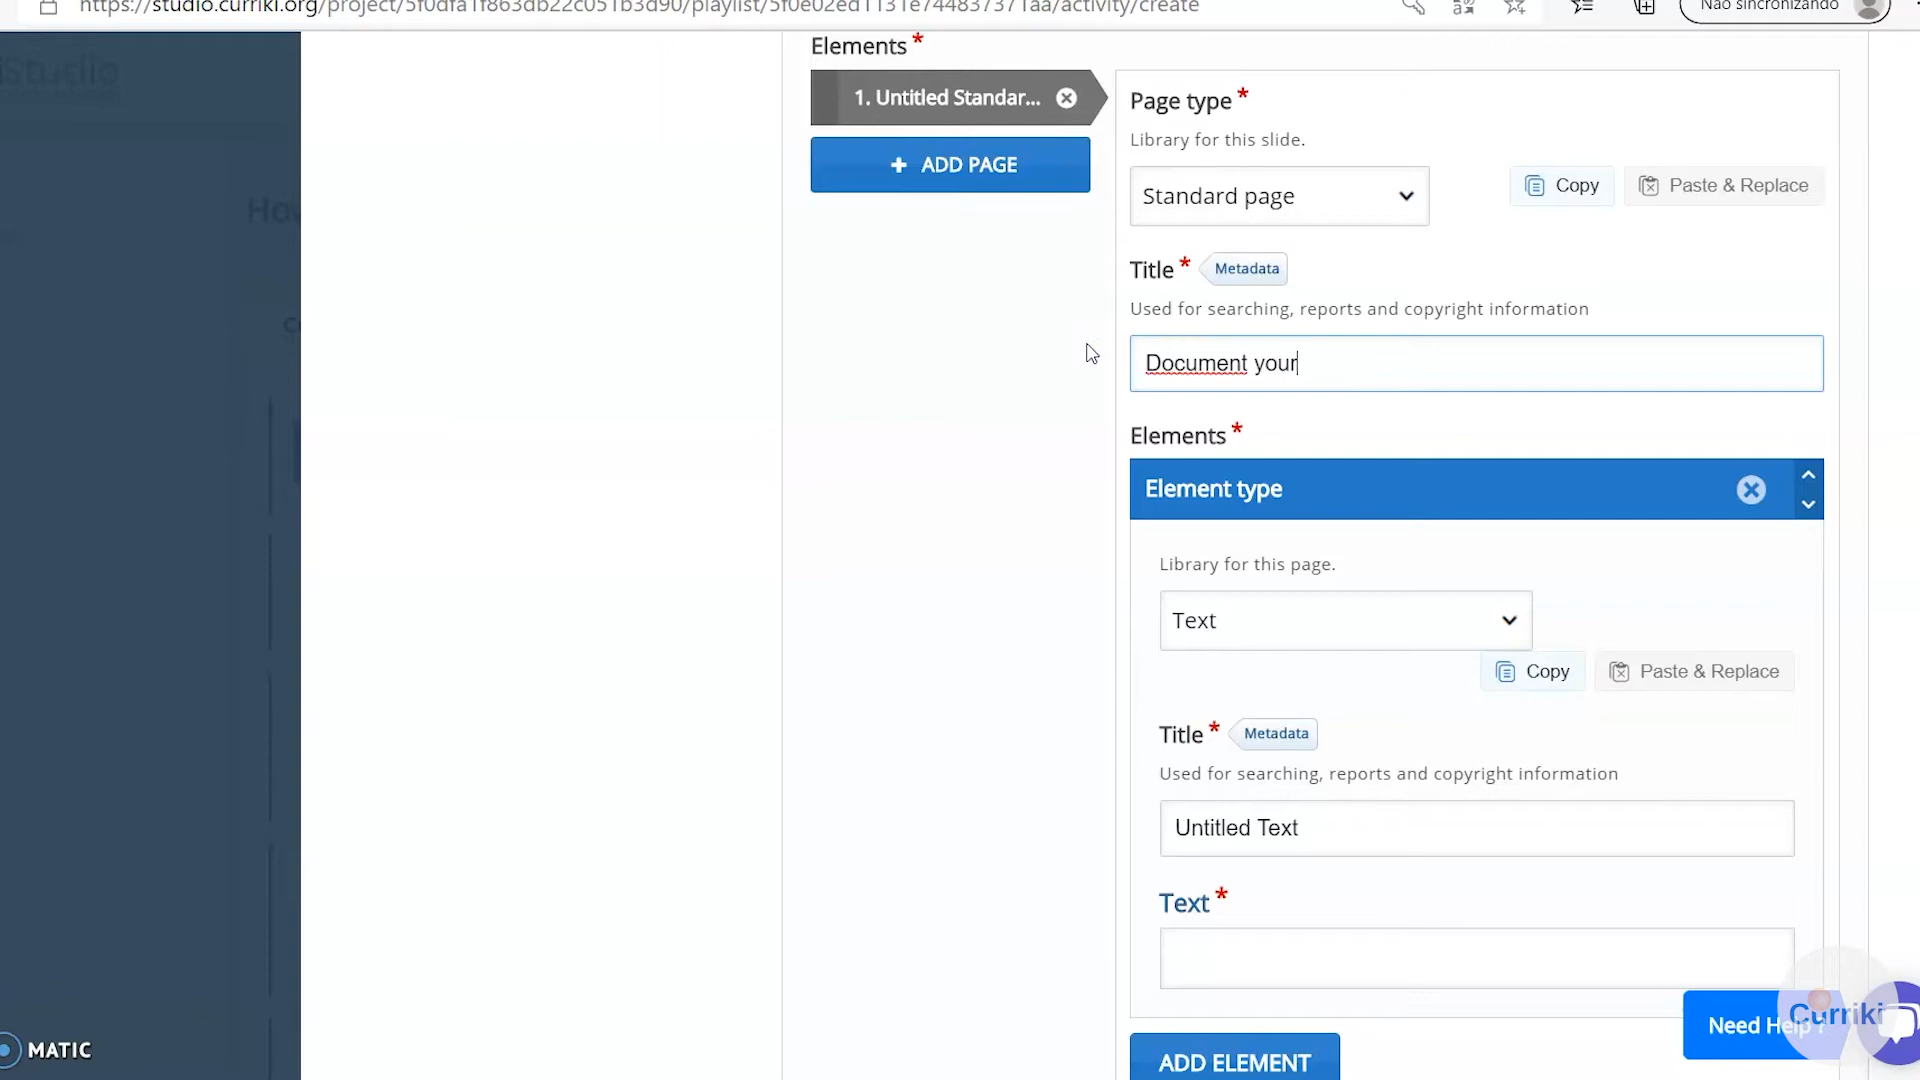 https://studio.curriki.org/project/5f0dfa1f863db22c051b3d90/playlist/5f0e02ed1131e744837371aa/activity/create
Não sincronizando
Elements *
1. Untitled Standar...
+ ADD PAGE
Page type *
Library for this slide.
Standard page
Copy
Paste & Replace
Title *
Metadata
Used for searching, reports and copyright information
Document your
Elements *
Element type
Library for this page.
Text
Copy
Paste & Replace
Title *
Metadata
Used for searching, reports and copyright information
Untitled Text
Text *
Need Help ?
Curriki
ADD ELEMENT
MATIC